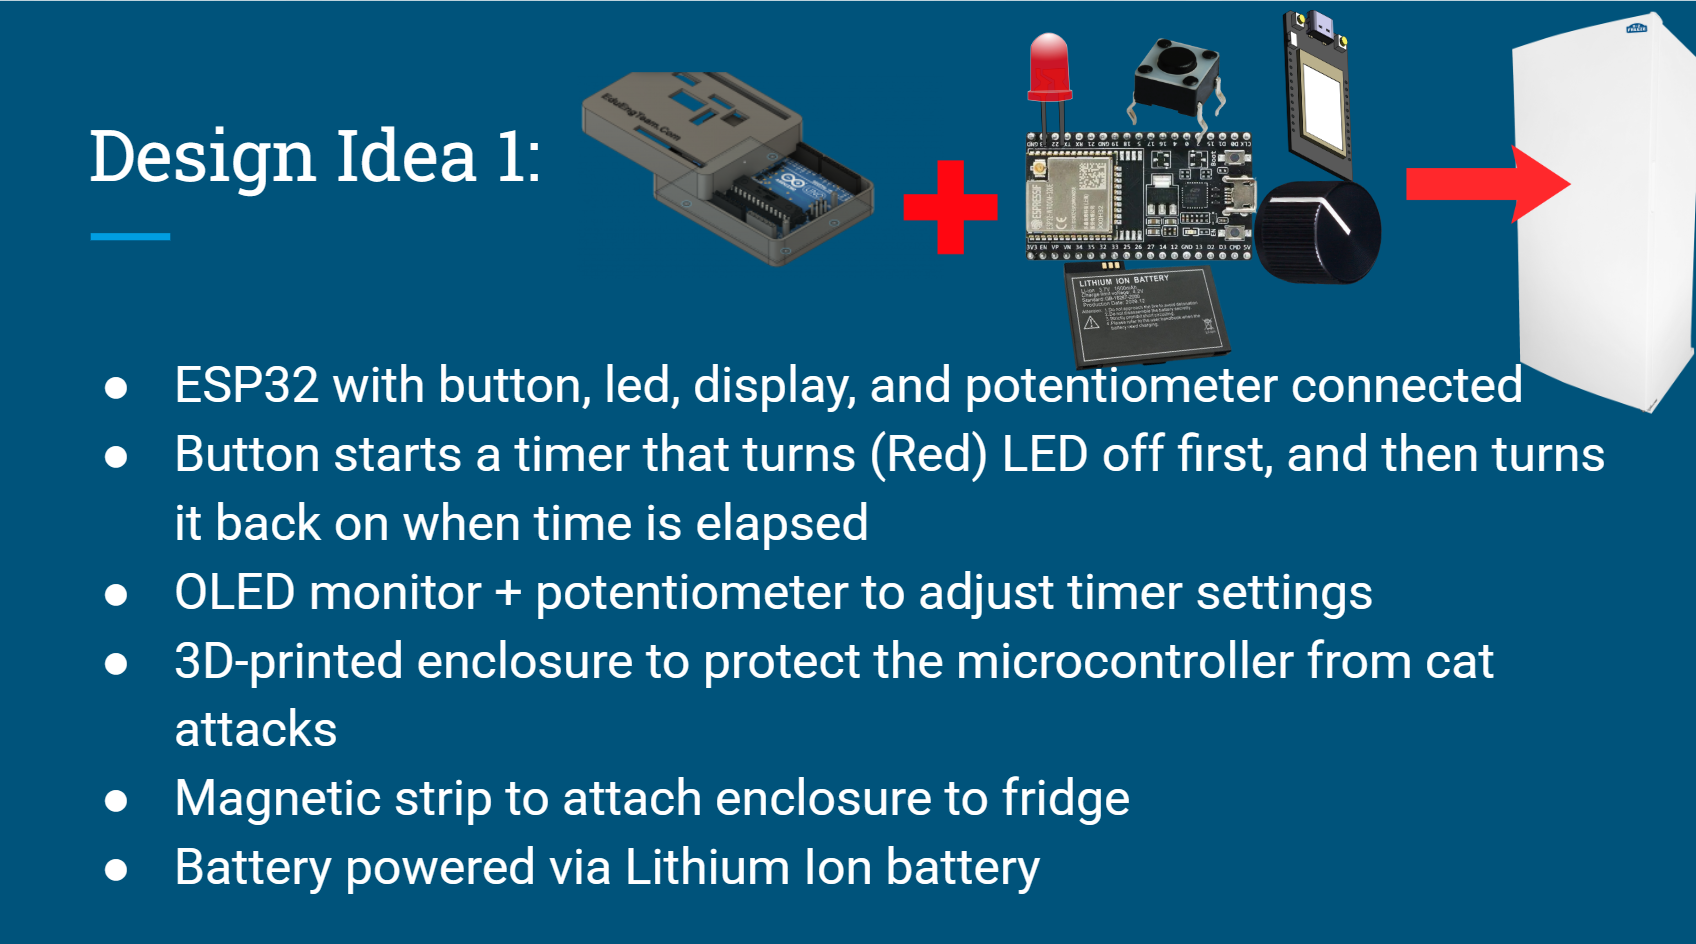 Design Idea 1:
EduEngTeam.Com
ESPRESSIF
LITHIUM ION BATTERY
● ESP32 with button, led, display, and potentiometer connected
● Button starts a timer that turns (Red) LED off first, and then turns
it back on when time is elapsed
● OLED monitor + potentiometer to adjust timer settings
● 3D-printed enclosure to protect the microcontroller from cat
attacks
● Magnetic strip to attach enclosure to fridge
● Battery powered via Lithium Ion battery